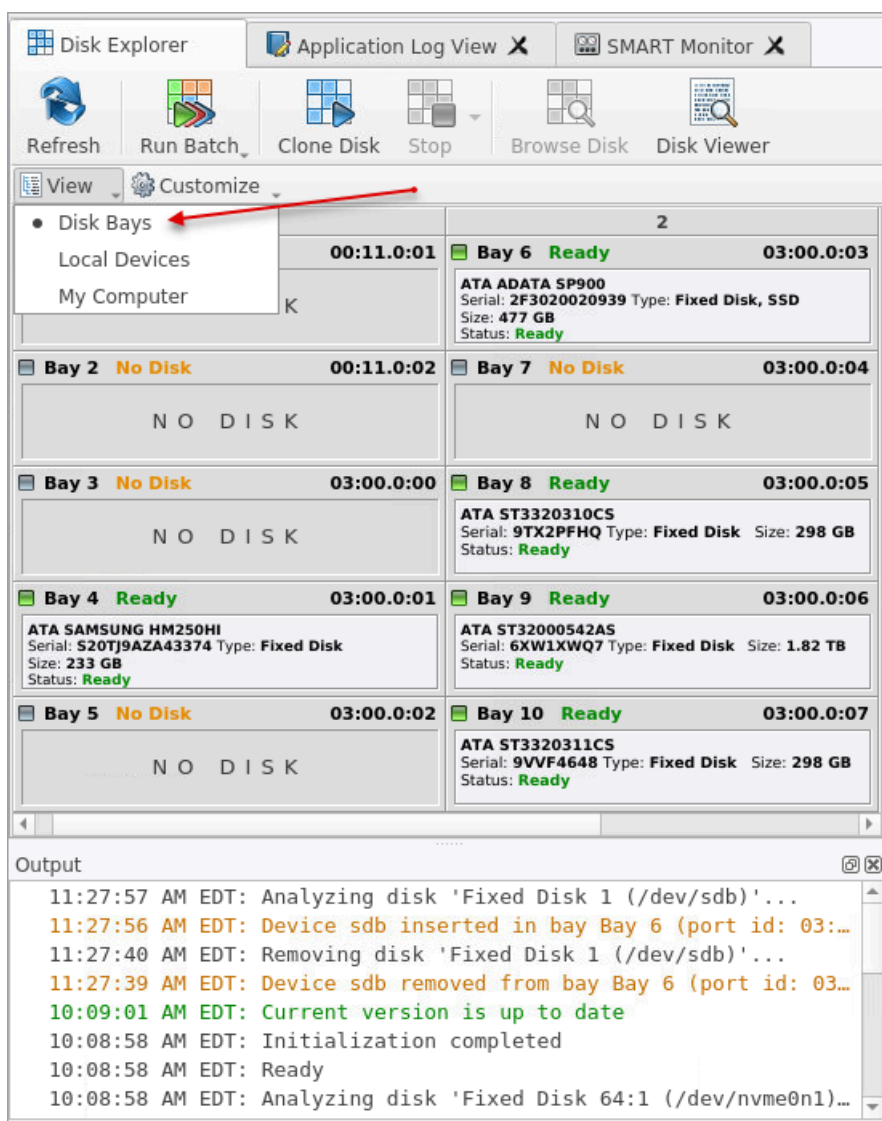 Disk Explorer Application Log View SMART Monitor
Refresh Run Batch Clone Disk Stop Browse Disk Disk Viewer
View Customize
Disk Bays
Local Devices
My Computer
2
00:11.0:01
K
Bay 2 No Disk 00:11.0:02
NO DISK
Bay 3 No Disk 03:00.0:00
NO DISK
Bay 4 Ready 03:00.0:01
ATA SAMSUNG HM250HI
Serial: S20TJ9AZA43374 Type: Fixed Disk
Size: 233 GB
Status: Ready
Bay 5 No Disk 03:00.0:02
NO DISK
Bay 6 Ready 03:00.0:03
ATA ADATA SP900
Serial: 2F3020020939 Type: Fixed Disk, SSD
Size: 477 GB
Status: Ready
Bay 7 No Disk 03:00.0:04
NO DISK
Bay 8 Ready 03:00.0:05
ATA ST3320310CS
Serial: 9TX2PFHQ Type: Fixed Disk Size: 298 GB
Status: Ready
Bay 9 Ready 03:00.0:06
ATA ST32000542AS
Serial: 6XW1XWQ7 Type: Fixed Disk Size: 1.82 TB
Status: Ready
Bay 10 Ready 03:00.0:07
ATA ST3320311CS
Serial: 9VVF4648 Type: Fixed Disk Size: 298 GB
Status: Ready
Output
11:27:57 AM EDT: Analyzing disk 'Fixed Disk 1 (/dev/sdb)'...
11:27:56 AM EDT: Device sdb inserted in bay Bay 6 (port id: 03:…
11:27:40 AM EDT: Removing disk 'Fixed Disk 1 (/dev/sdb)'...
11:27:39 AM EDT: Device sdb removed from bay Bay 6 (port id: 03…
10:09:01 AM EDT: Current version is up to date
10:08:58 AM EDT: Initialization completed
10:08:58 AM EDT: Ready
10:08:58 AM EDT: Analyzing disk 'Fixed Disk 64:1 (/dev/nvme0n1)…